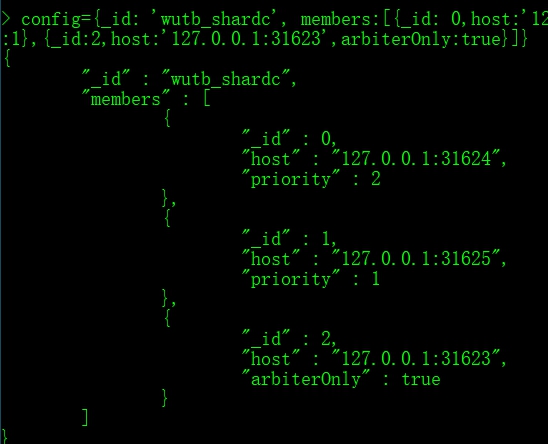 > config={_id: 'wutb_shardc', members:[{_id: 0,host:'12
:1},{_id:2,host:'127.0.0.1:31623',arbiterOnly:true}]}
{
"_id" : "wutb_shardc",
"members" : [
{
"_id" : 0,
"host" : "127.0.0.1:31624",
"priority" : 2
},
{
"_id" : 1,
"host" : "127.0.0.1:31625",
"priority" : 1
},
{
"_id" : 2,
"host" : "127.0.0.1:31623",
"arbiterOnly" : true
}
]
}